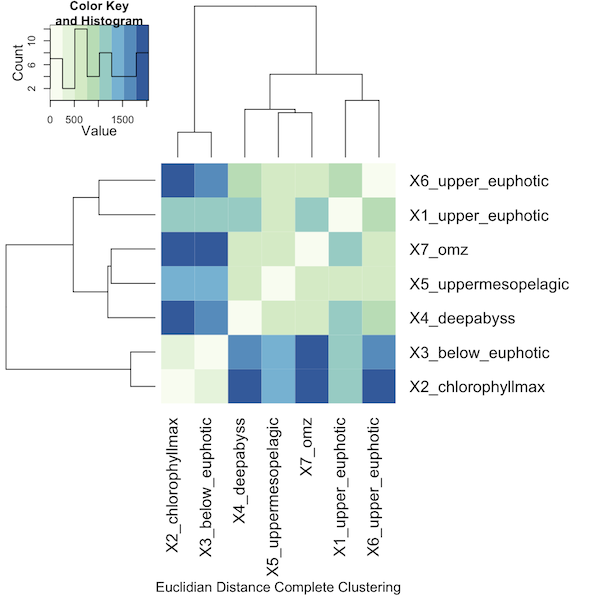 Color Key
and Histogram
Count
2
6
10
0
500
1500
Value
X6_upper_euphotic
X1_upper_euphotic
X7_omz
X5_uppermesopelagic
X4_deepabyss
X3_below_euphotic
X2_chlorophyllmax
X2_chlorophyllmax
X3_below_euphotic
X4_deepabyss
X5_uppermesopelagic
X7_omz
X1_upper_euphotic
X6_upper_euphotic
Euclidian Distance Complete Clustering